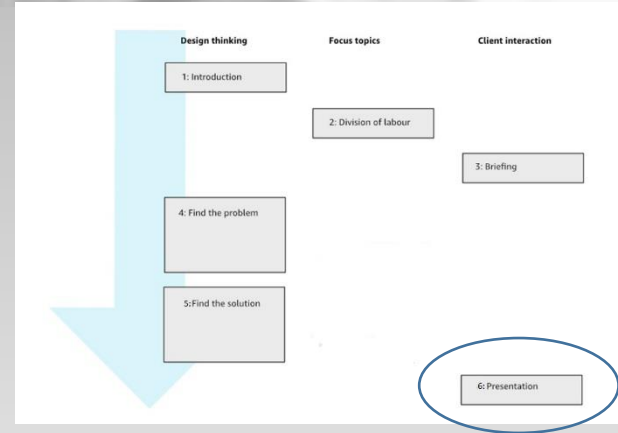 Design thinking Focus topics Client interaction
1: Introduction
2: Division of labour
3: Briefing
4: Find the problem
5:Find the solution
6: Presentation